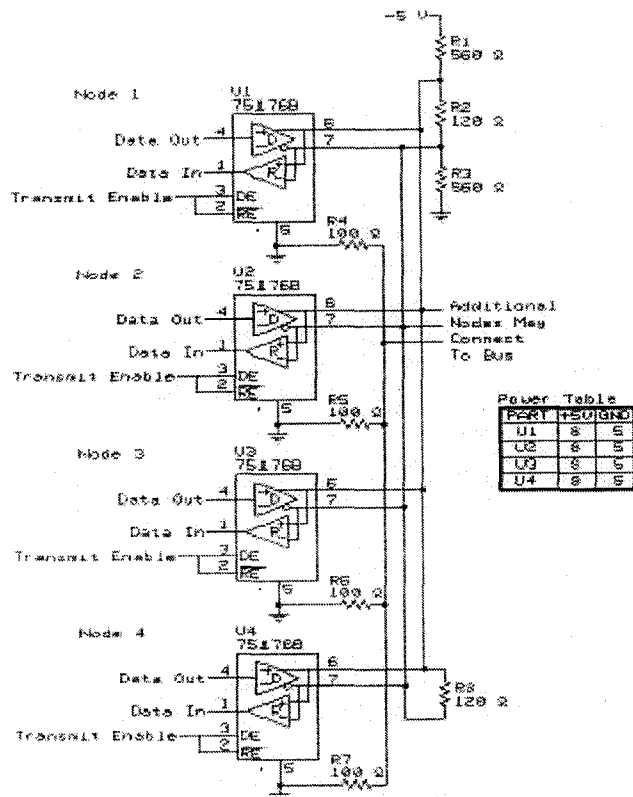 -5 V
R1
560 Ω
R2
120 Ω
R3
560 Ω
Node 1
U1
75176B
Data Out 4
D
6
7
Data In 1
R
Transmit Enable 3 DE
2 RE
5
R4
100 Ω
Node 2
U2
75176B
Data Out 4
D
6
7
Data In 1
R
Transmit Enable 3 DE
2 RE
5
R5
100 Ω
Additional
Nodes May
Connect
To Bus
Power Table
PART +5V GND
U1 8 5
U2 8 5
U3 8 5
U4 8 5
Node 3
U3
75176B
Data Out 4
D
6
7
Data In 1
R
Transmit Enable 3 DE
2 RE
5
R6
100 Ω
Node 4
U4
75176B
Data Out 4
D
6
7
Data In 1
R
Transmit Enable 3 DE
2 RE
5
R7
100 Ω
R8
120 Ω